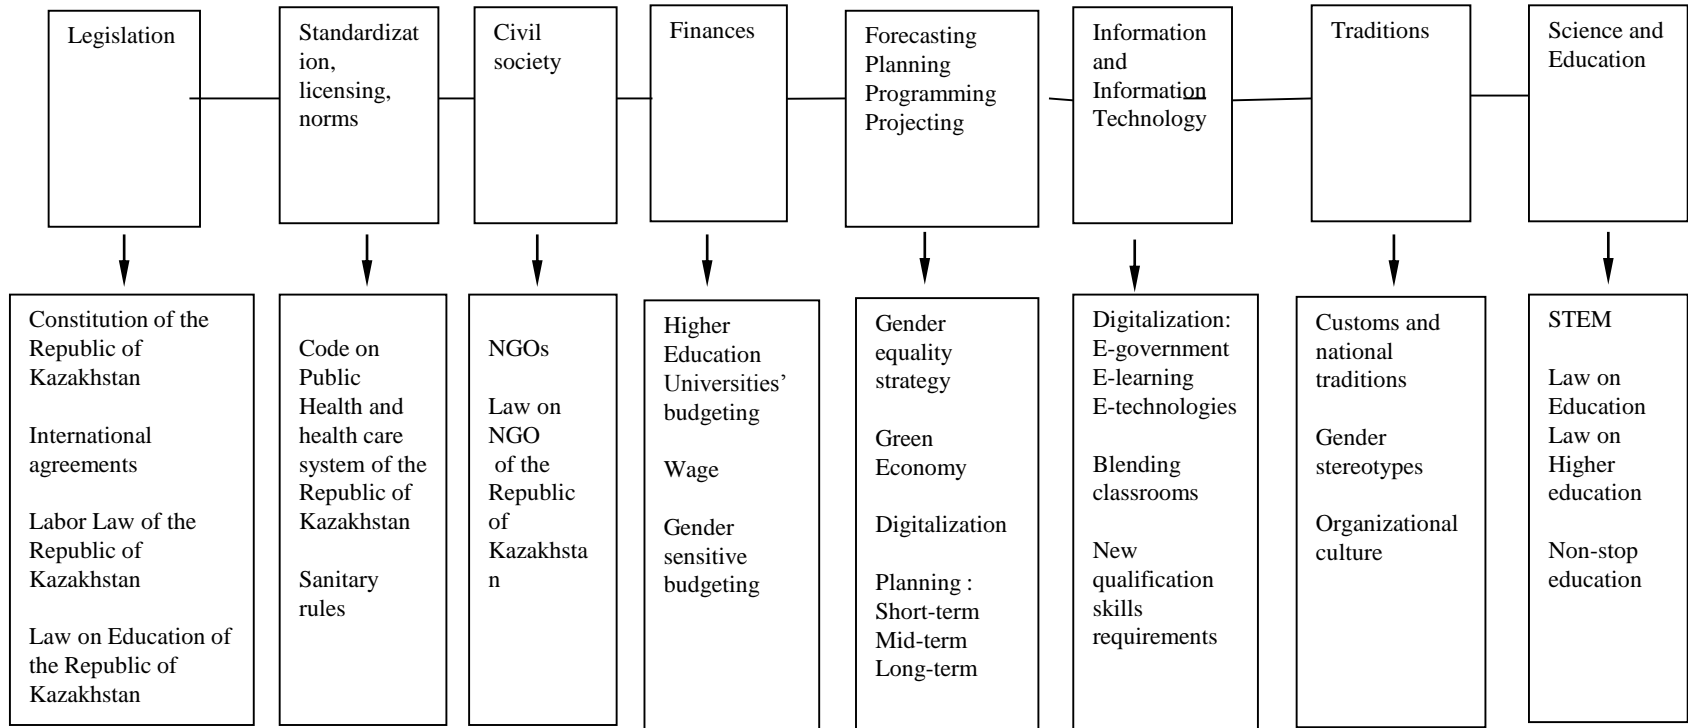 Legislation
Standardizat
ion,
licensing,
norms
Civil
society
Finances
Forecasting
Planning
Programming
Projecting
Information
and
Information
Technology
Traditions
Science and
Education
Constitution of the
Republic of
Kazakhstan
International
agreements
Labor Law of the
Republic of
Kazakhstan
Law on Education of
the Republic of
Kazakhstan
Code on
Public
Health and
health care
system of the
Republic of
Kazakhstan
Sanitary
rules
NGOs
Law on
NGO
of the
Republic
of
Kazakhsta
n
Higher
Education
Universities’
budgeting
Wage
Gender
sensitive
budgeting
Gender
equality
strategy
Green
Economy
Digitalization
Planning :
Short-term
Mid-term
Long-term
Digitalization:
E-government
E-learning
E-technologies
Blending
classrooms
New
qualification
skills
requirements
Customs and
national
traditions
Gender
stereotypes
Organizational
culture
STEM
Law on
Education
Law on
Higher
education
Non-stop
education